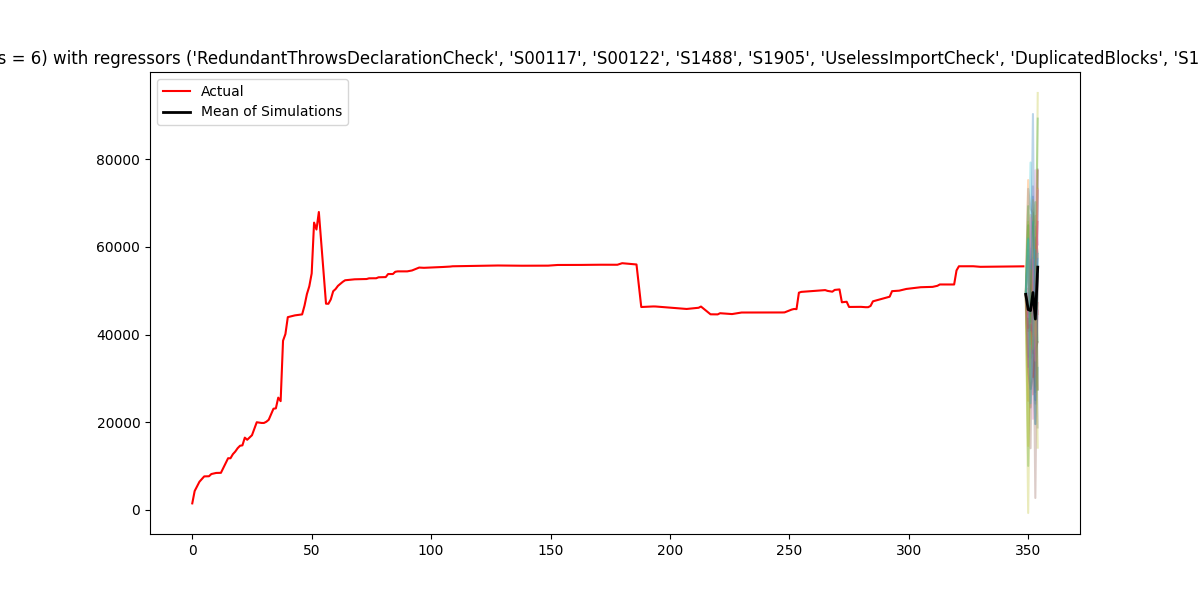 s = 6) with regressors ('RedundantThrowsDeclarationCheck', 'S00117', 'S00122', 'S1488', 'S1905', 'UselessImportCheck', 'DuplicatedBlocks', 'S1
Actual
Mean of Simulations
80000
60000
40000
20000
0
0 50 100 150 200 250 300 350